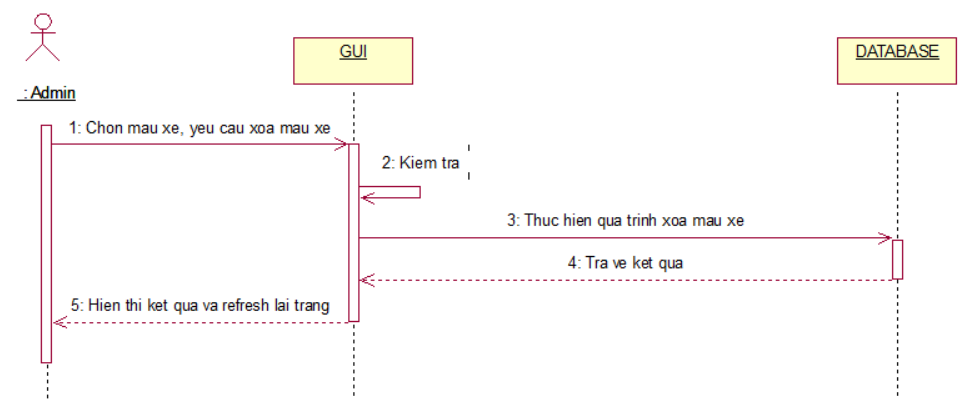 GUI
DATABASE
: Admin
1: Chon mau xe, yeu cau xoa mau xe
2: Kiem tra
3: Thuc hien qua trinh xoa mau xe
4: Tra ve ket qua
5: Hien thi ket qua va refresh lai trang